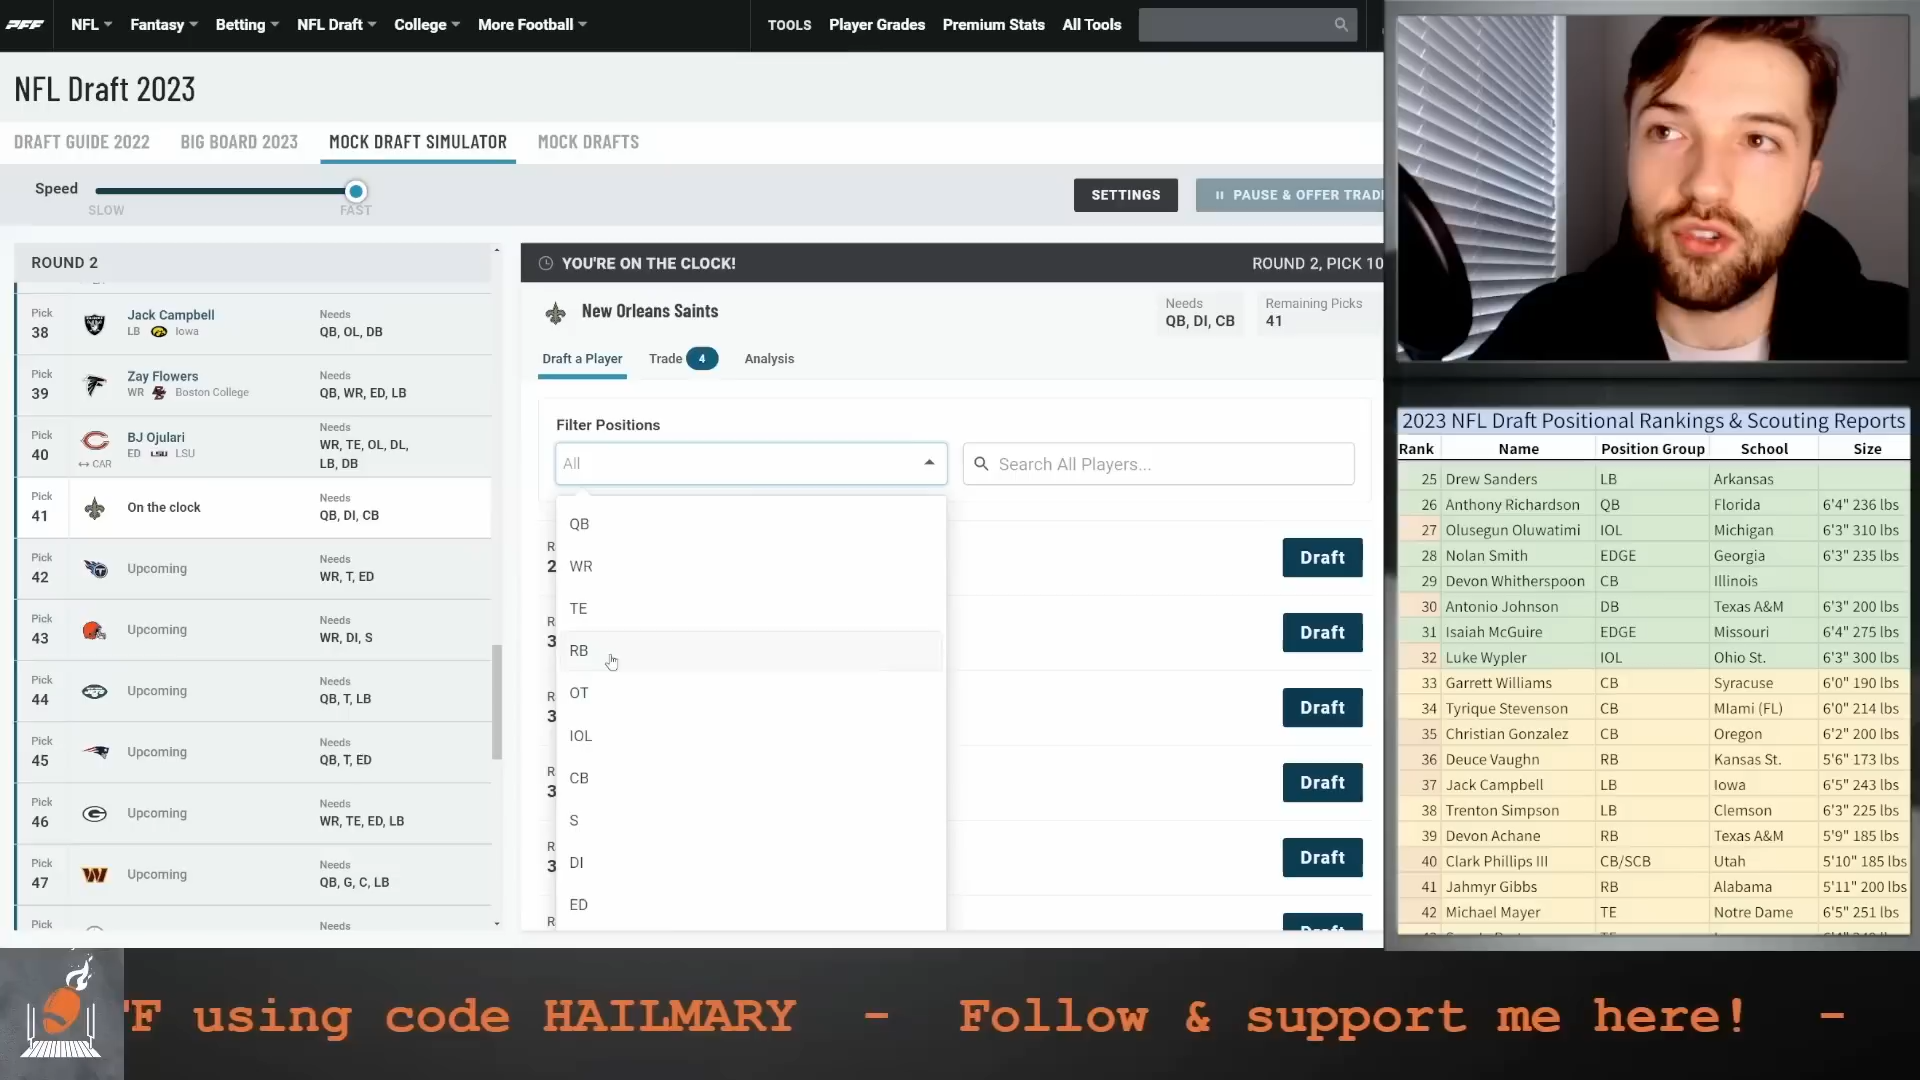 PFF NFL Fantasy Betting NFL Draft College More Football TOOLS Player Grades Premium Stats All Tools
NFL Draft 2023
DRAFT GUIDE 2022 BIG BOARD 2023 MOCK DRAFT SIMULATOR MOCK DRAFTS
Speed
SLOW FAST
SETTINGS
PAUSE & OFFER TRAD
ROUND 2
Pick 38 Jack Campbell Needs
LB Iowa QB, OL, DB
Pick 39 Zay Flowers Needs
WR Boston College QB, WR, ED, LB
Pick 40 BJ Ojulari Needs
ED LSU LSU WR, TE, OL, DL,
↔ CAR LB, DB
Pick 41 On the clock Needs
QB, DI, CB
Pick 42 Upcoming Needs
WR, T, ED
Pick 43 Upcoming Needs
WR, DI, S
Pick 44 Upcoming Needs
QB, T, LB
Pick 45 Upcoming Needs
QB, T, ED
Pick 46 Upcoming Needs
WR, TE, ED, LB
Pick 47 Upcoming Needs
QB, G, C, LB
Pick Needs
YOU'RE ON THE CLOCK! ROUND 2, PICK 10
New Orleans Saints
Needs
QB, DI, CB
Remaining Picks
41
Draft a Player Trade 4 Analysis
Filter Positions
All
Search All Players...
QB
WR
TE
RB
OT
IOL
CB
S
DI
ED
R
2
Draft
R
3
Draft
R
3
Draft
R
3
Draft
R
3
Draft
R
Draft
2023 NFL Draft Positional Rankings & Scouting Reports
Rank Name Position Group School Size
25 Drew Sanders LB Arkansas
26 Anthony Richardson QB Florida 6'4" 236 lbs
27 Olusegun Oluwatimi IOL Michigan 6'3" 310 lbs
28 Nolan Smith EDGE Georgia 6'3" 235 lbs
29 Devon Whitherspoon CB Illinois
30 Antonio Johnson DB Texas A&M 6'3" 200 lbs
31 Isaiah McGuire EDGE Missouri 6'4" 275 lbs
32 Luke Wypler IOL Ohio St. 6'3" 300 lbs
33 Garrett Williams CB Syracuse 6'0" 190 lbs
34 Tyrique Stevenson CB MIami (FL) 6'0" 214 lbs
35 Christian Gonzalez CB Oregon 6'2" 200 lbs
36 Deuce Vaughn RB Kansas St. 5'6" 173 lbs
37 Jack Campbell LB Iowa 6'5" 243 lbs
38 Trenton Simpson LB Clemson 6'3" 225 lbs
39 Devon Achane RB Texas A&M 5'9" 185 lbs
40 Clark Phillips III CB/SCB Utah 5'10" 185 lbs
41 Jahmyr Gibbs RB Alabama 5'11" 200 lbs
42 Michael Mayer TE Notre Dame 6'5" 251 lbs
FF using code HAILMARY - Follow & support me here! -